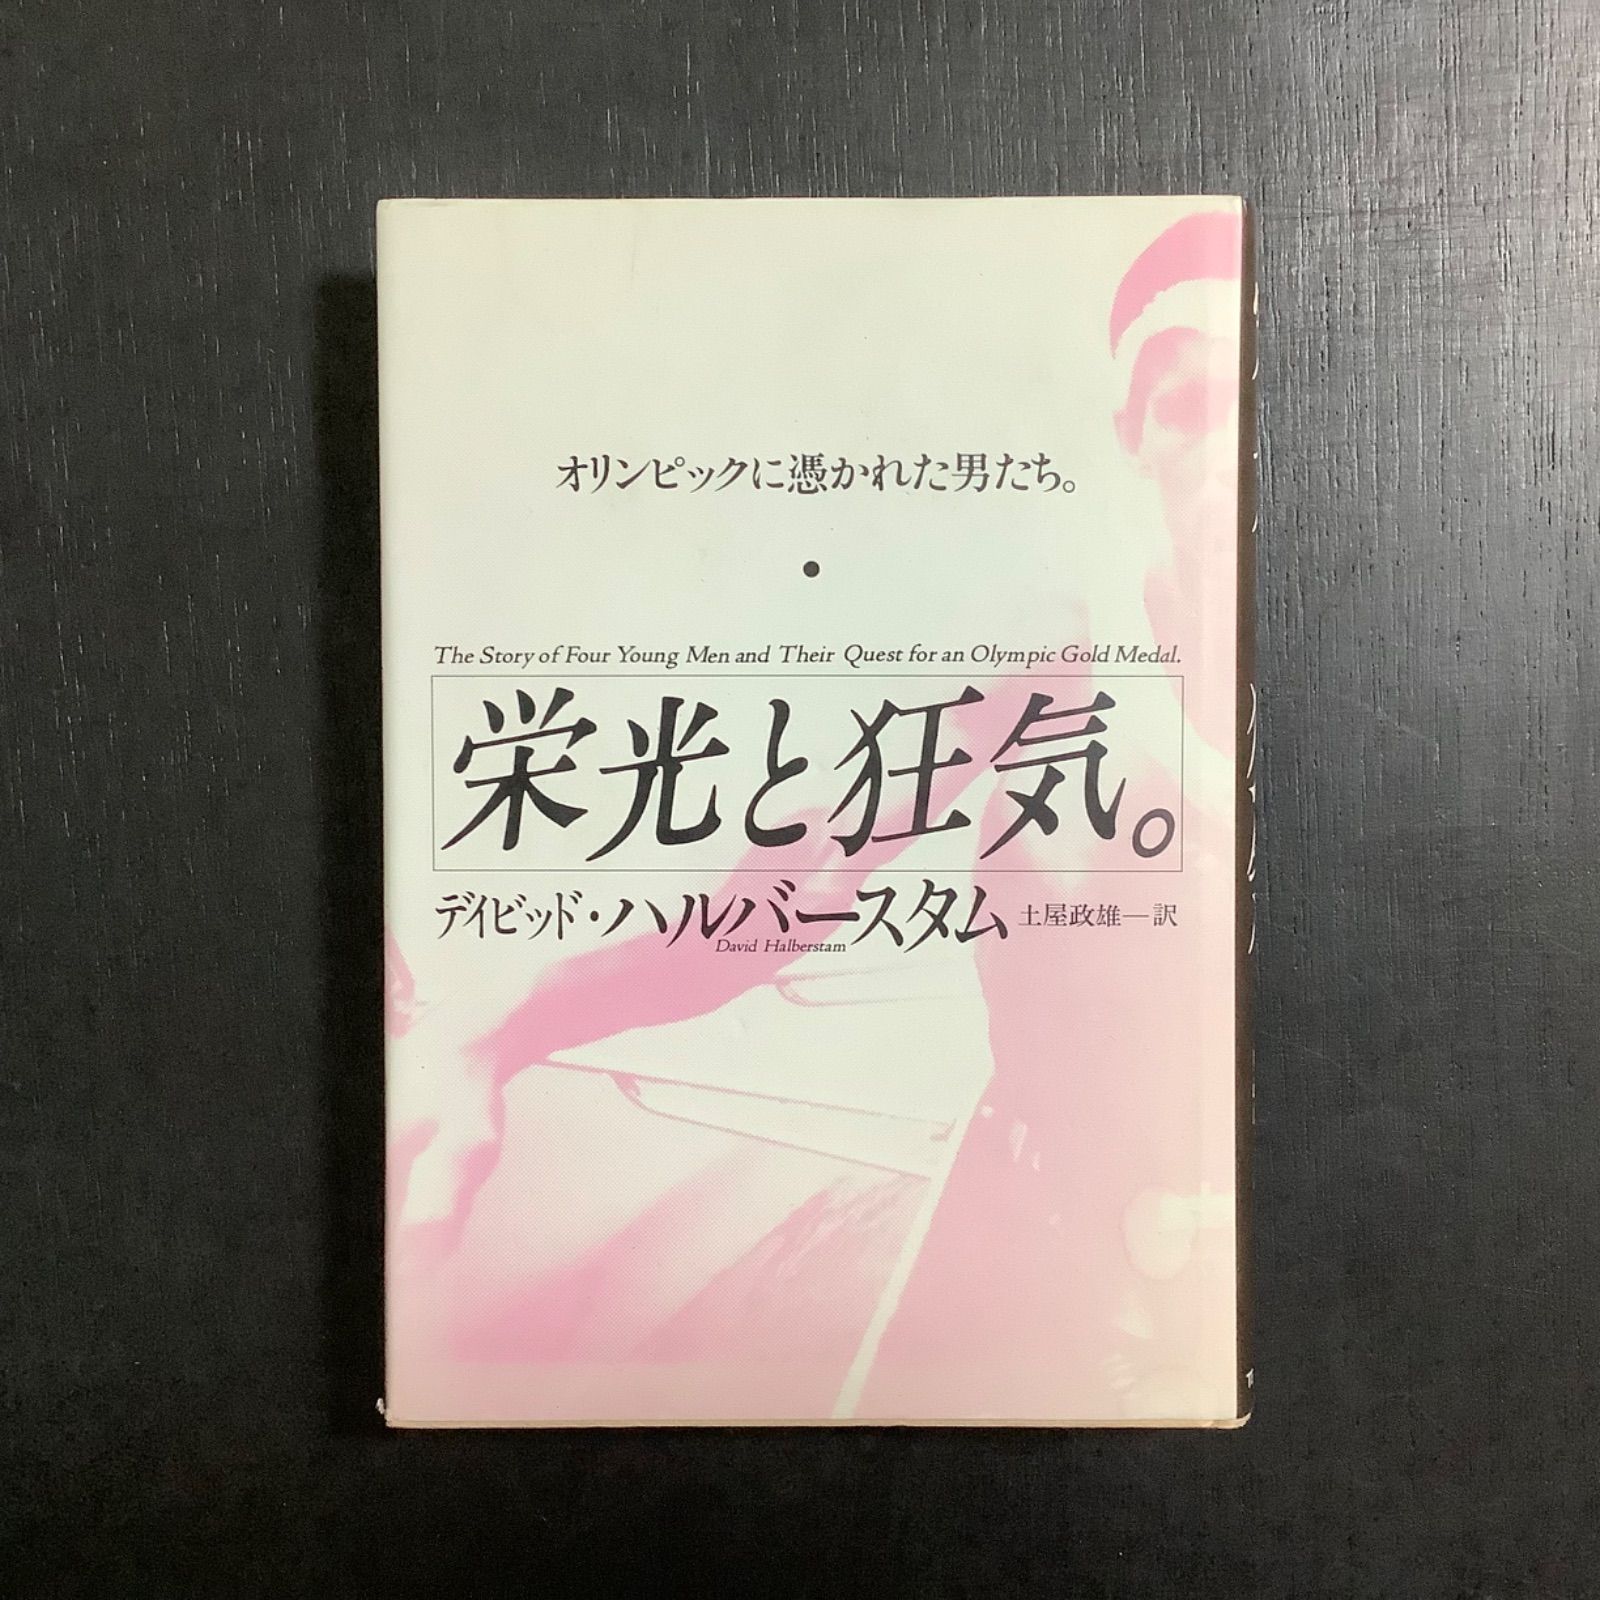 オリンピックに憑かれた男たち。
●
The Story of Four Young Men and Their Quest for an Olympic Gold Medal.
栄光と狂気。
デイビッド・ハルバースタム 土屋政雄—訳
David Halberstam